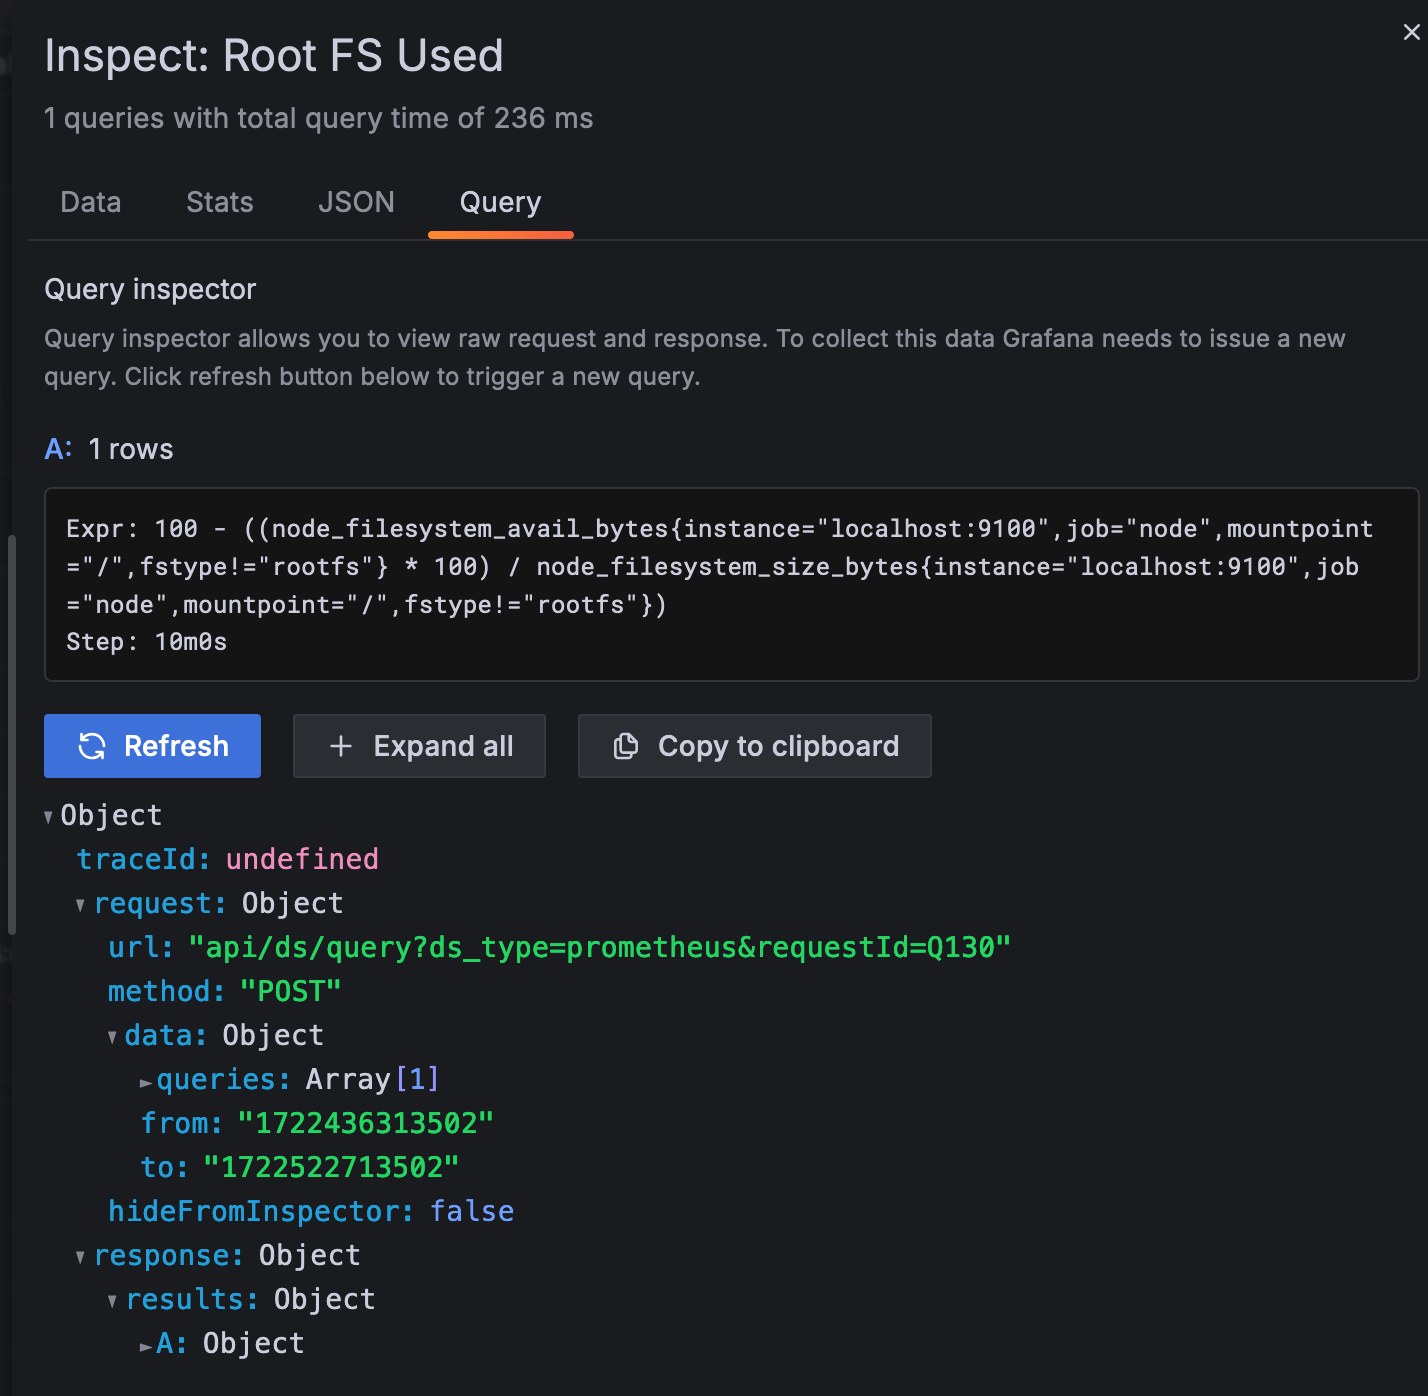 Inspect: Root FS Used
1 queries with total query time of 236 ms
Data Stats JSON Query
Query inspector
Query inspector allows you to view raw request and response. To collect this data Grafana needs to issue a new
query. Click refresh button below to trigger a new query.
A: 1 rows
Expr: 100 - ((node_filesystem_avail_bytes{instance="localhost:9100",job="node",mountpoint
="/",fstype!="rootfs"} * 100) / node_filesystem_size_bytes{instance="localhost:9100",job
="node",mountpoint="/",fstype!="rootfs"})
Step: 10m0s
Refresh Expand all Copy to clipboard
Object
traceId: undefined
request: Object
url: "api/ds/query?ds_type=prometheus&requestId=Q130"
method: "POST"
data: Object
queries: Array[1]
from: "1722436313502"
to: "1722522713502"
hideFromInspector: false
response: Object
results: Object
A: Object